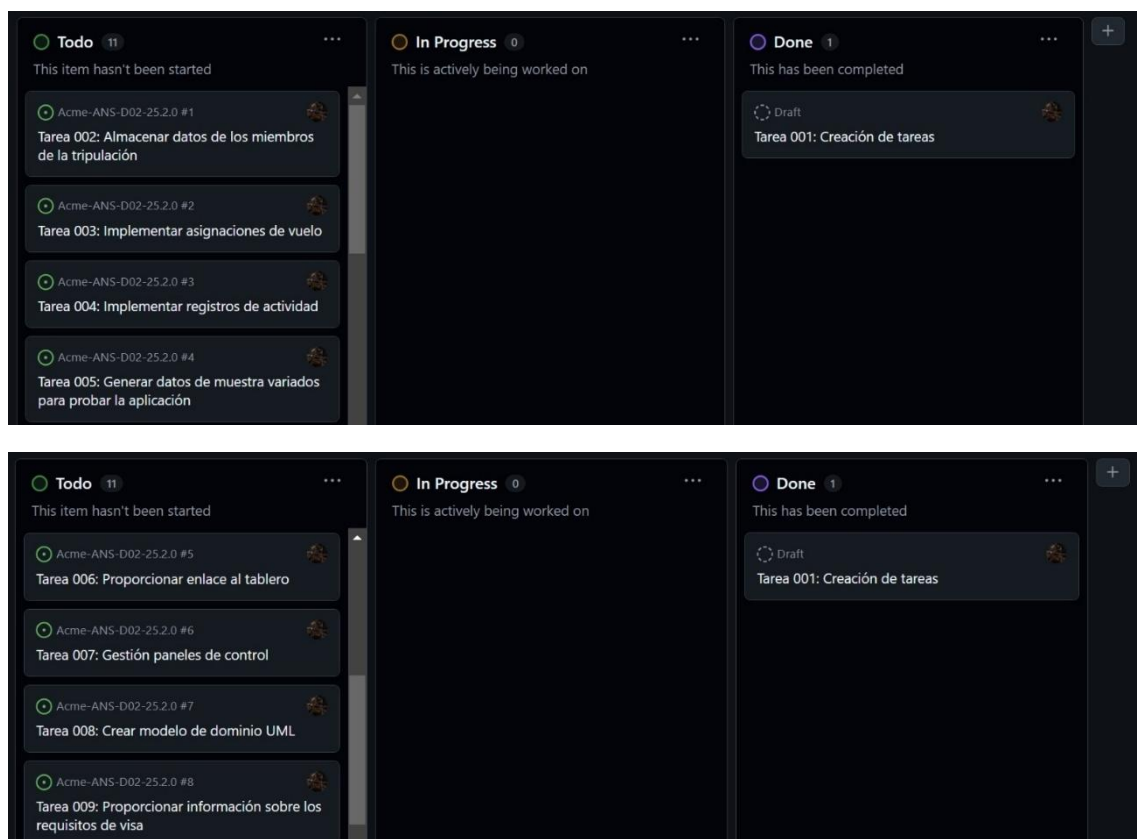 Todo 11 ...
This item hasn't been started
Acme-ANS-D02-25.2.0 #1
Tarea 002: Almacenar datos de los miembros
de la tripulación
Acme-ANS-D02-25.2.0 #2
Tarea 003: Implementar asignaciones de vuelo
Acme-ANS-D02-25.2.0 #3
Tarea 004: Implementar registros de actividad
Acme-ANS-D02-25.2.0 #4
Tarea 005: Generar datos de muestra variados
para probar la aplicación
In Progress 0 ...
This is actively being worked on
Done 1 ...
This has been completed
Draft
Tarea 001: Creación de tareas
+
Todo 11 ...
This item hasn't been started
Acme-ANS-D02-25.2.0 #5
Tarea 006: Proporcionar enlace al tablero
Acme-ANS-D02-25.2.0 #6
Tarea 007: Gestión paneles de control
Acme-ANS-D02-25.2.0 #7
Tarea 008: Crear modelo de dominio UML
Acme-ANS-D02-25.2.0 #8
Tarea 009: Proporcionar información sobre los
requisitos de visa
In Progress 0 ...
This is actively being worked on
Done 1 ...
This has been completed
Draft
Tarea 001: Creación de tareas
+